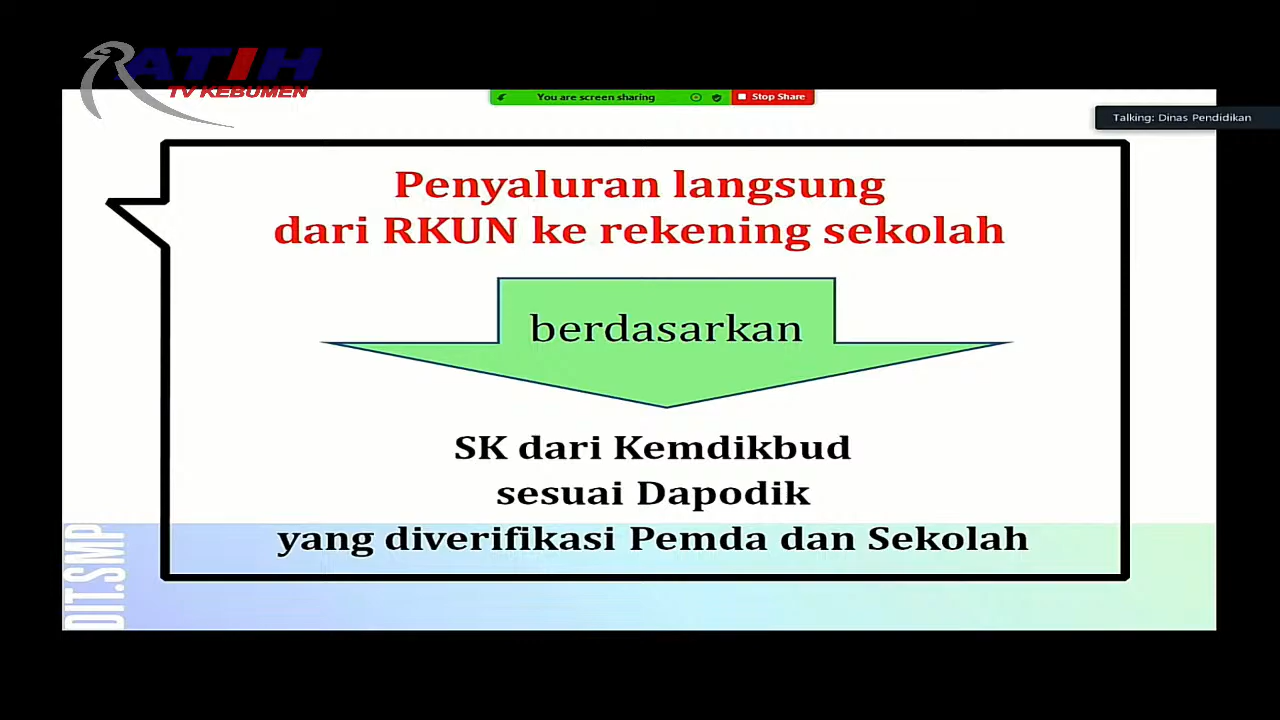 RATIH
TV KEBUMEN
You are screen sharing
Stop Share
Talking: Dinas Pendidikan
Penyaluran langsung
dari RKUN ke rekening sekolah
berdasarkan
SK dari Kemdikbud
sesuai Dapodik
yang diverifikasi Pemda dan Sekolah
DIT.SMP